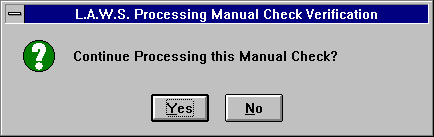 L.A.W.S. Processing Manual Check Verification
Continue Processing this Manual Check?
Yes No